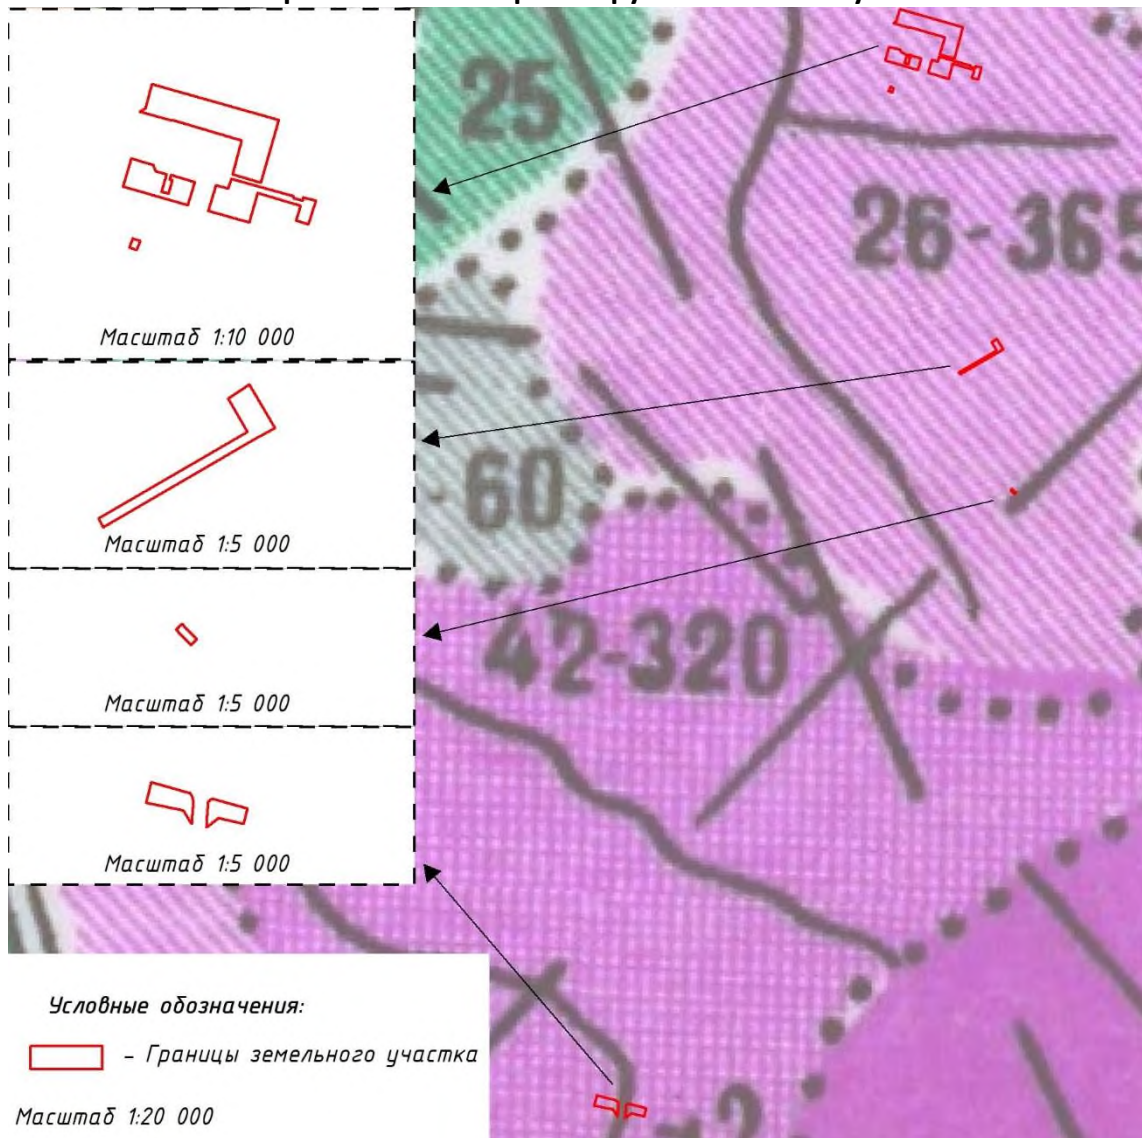 25
26-365
Масштаб 1:10 000
60
Масштаб 1:5 000
42-320
Масштаб 1:5 000
Масштаб 1:5 000
Условные обозначения:
- Границы земельного участка
Масштаб 1:20 000